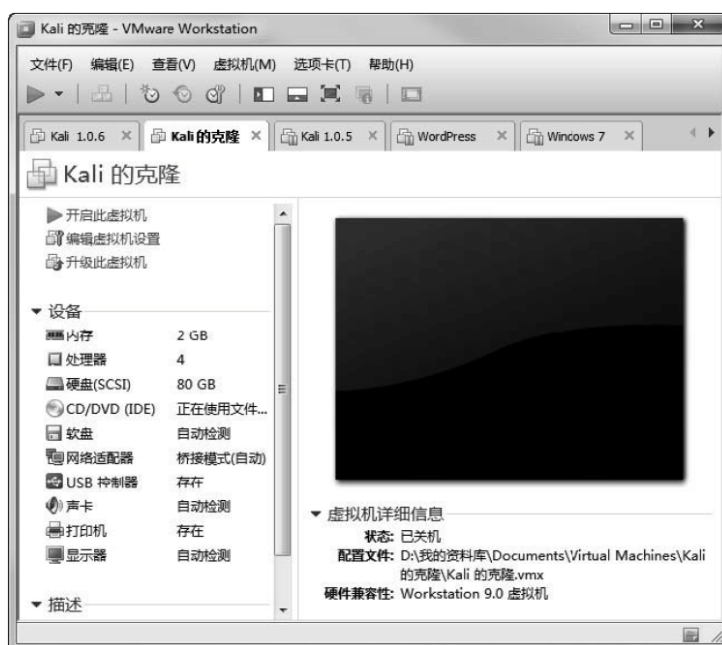 Kali 的克隆 - VMware Workstation
文件(F) 编辑(E) 查看(V) 虚拟机(M) 选项卡(T) 帮助(H)
Kali 1.0.6 Kali的克隆 Kali 1.0.5 WordPress Windows 7
Kali 的克隆
开启此虚拟机
编辑虚拟机设置
升级此虚拟机
设备
内存 2 GB
处理器 4
硬盘(SCSI) 80 GB
CD/DVD (IDE) 正在使用文件...
软盘 自动检测
网络适配器 桥接模式(自动)
USB 控制器 存在
声卡 自动检测
打印机 存在
显示器 自动检测
描述
虚拟机详细信息
状态: 已关机
配置文件: D:\我的资料库\Documents\Virtual Machines\Kali
的克隆\Kali 的克隆.vmx
硬件兼容性: Workstation 9.0 虚拟机